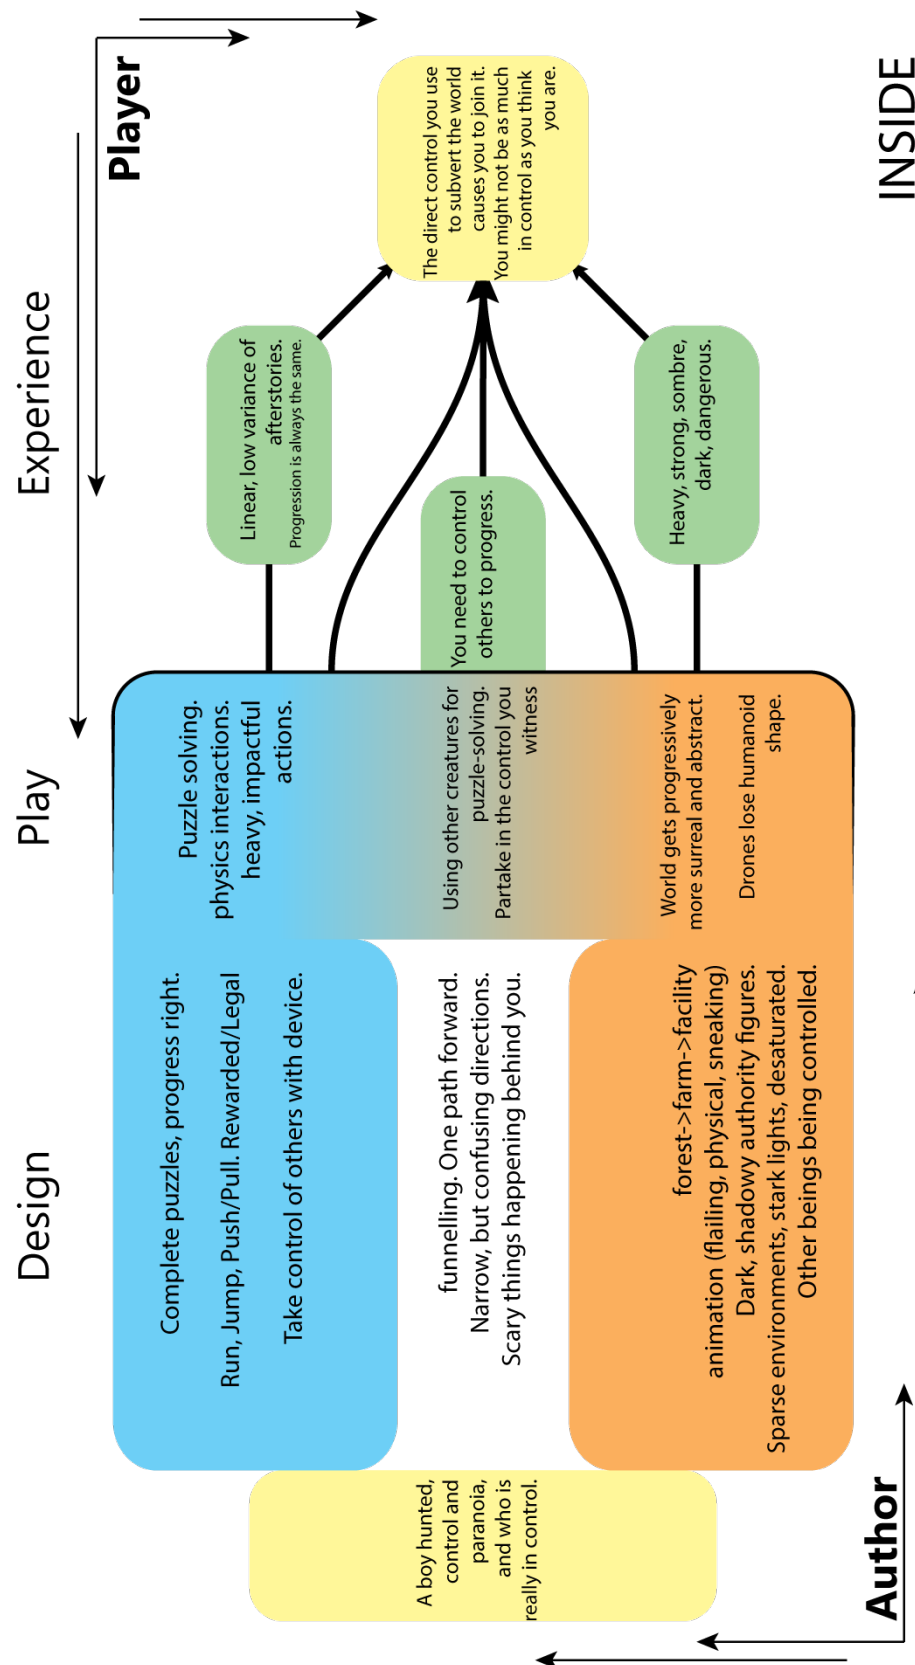 Design
Play
Experience
Player
A boy hunted,
control and
paranoia,
and who is
really in control.
Complete puzzles, progress right.
Run, Jump, Push/Pull. Rewarded/Legal
Take control of others with device.
funnelling. One path forward.
Narrow, but confusing directions.
Scary things happening behind you.
forest->farm->facility
animation (flailing, physical, sneaking)
Dark, shadowy authority figures.
Sparse environments, stark lights, desaturated.
Other beings being controlled.
Puzzle solving.
physics interactions.
heavy, impactful
actions.
Using other creatures for
puzzle-solving.
Partake in the control you
witness
World gets progressively
more surreal and abstract.
Drones lose humanoid
shape.
Linear, low variance of
afterstories.
Progression is always the same.
You need to control
others to progress.
Heavy, strong, sombre,
dark, dangerous.
The direct control you use
to subvert the world
causes you to join it.
You might not be as much
in control as you think
you are.
Author
INSIDE